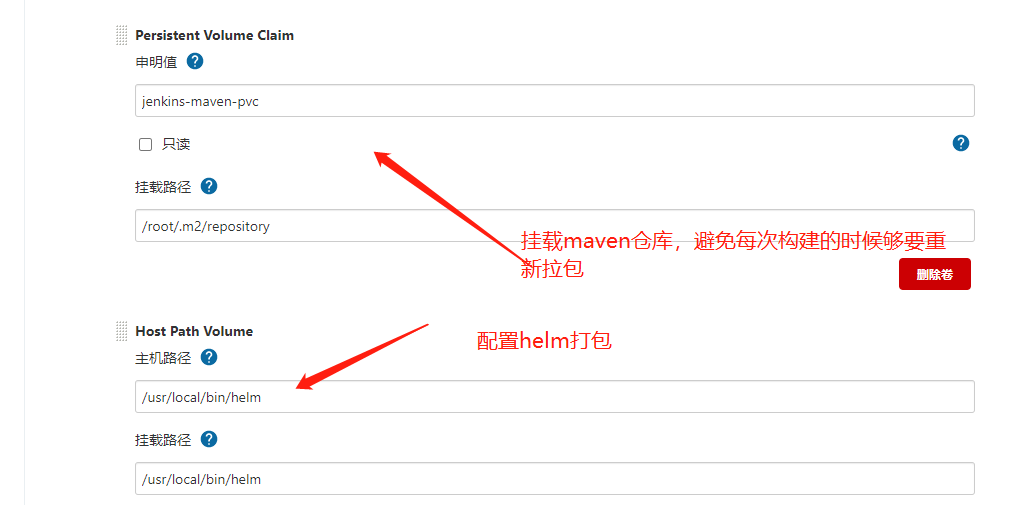 Persistent Volume Claim
申明值 ?
jenkins-maven-pvc
只读 ?
挂载路径 ?
/root/.m2/repository
挂载maven仓库，避免每次构建的时候够要重
新拉包
删除卷
Host Path Volume
配置helm打包
主机路径 ?
/usr/local/bin/helm
挂载路径 ?
/usr/local/bin/helm